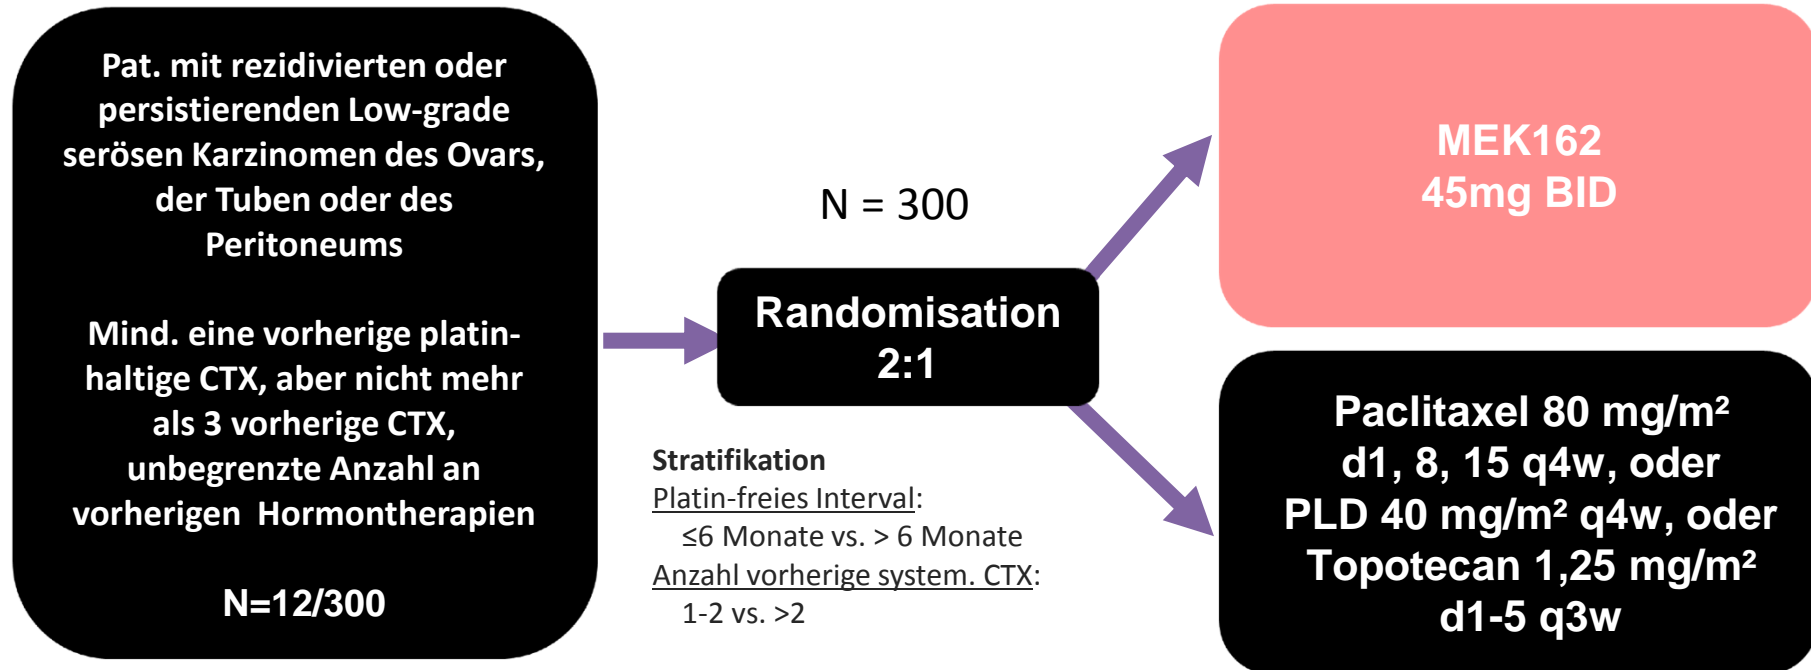 Pat. mit rezidivierten oder
persistierenden Low-grade
serösen Karzinomen des Ovars,
der Tuben oder des
Peritoneums
Mind. eine vorherige platin-
haltige CTX, aber nicht mehr
als 3 vorherige CTX,
unbegrenzte Anzahl an
vorherigen Hormontherapien
N=12/300
N = 300
Randomisation
2:1
Stratifikation
Platin-freies Interval:
≤6 Monate vs. > 6 Monate
Anzahl vorherige system. CTX:
1-2 vs. >2
MEK162
45mg BID
Paclitaxel 80 mg/m²
d1, 8, 15 q4w, oder
PLD 40 mg/m² q4w, oder
Topotecan 1,25 mg/m²
d1-5 q3w